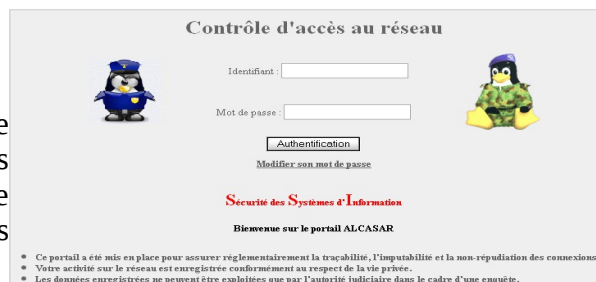 Contrôle d'accès au réseau
Identifiant :
Mot de passe :
Authentification
Modifier son mot de passe
Sécurité des Systèmes d'Information
Bienvenue sur le portail ALCASAR
Ce portail a été mis en place pour assurer réglementairement la traçabilité, l'imputabilité et la non-répudiation des connexions
Votre activité sur le réseau est enregistrée conformément au respect de la vie privée.
Les données enregistrées ne peuvent être exploitées que par l'autorité judiciaire dans le cadre d'une enquête.